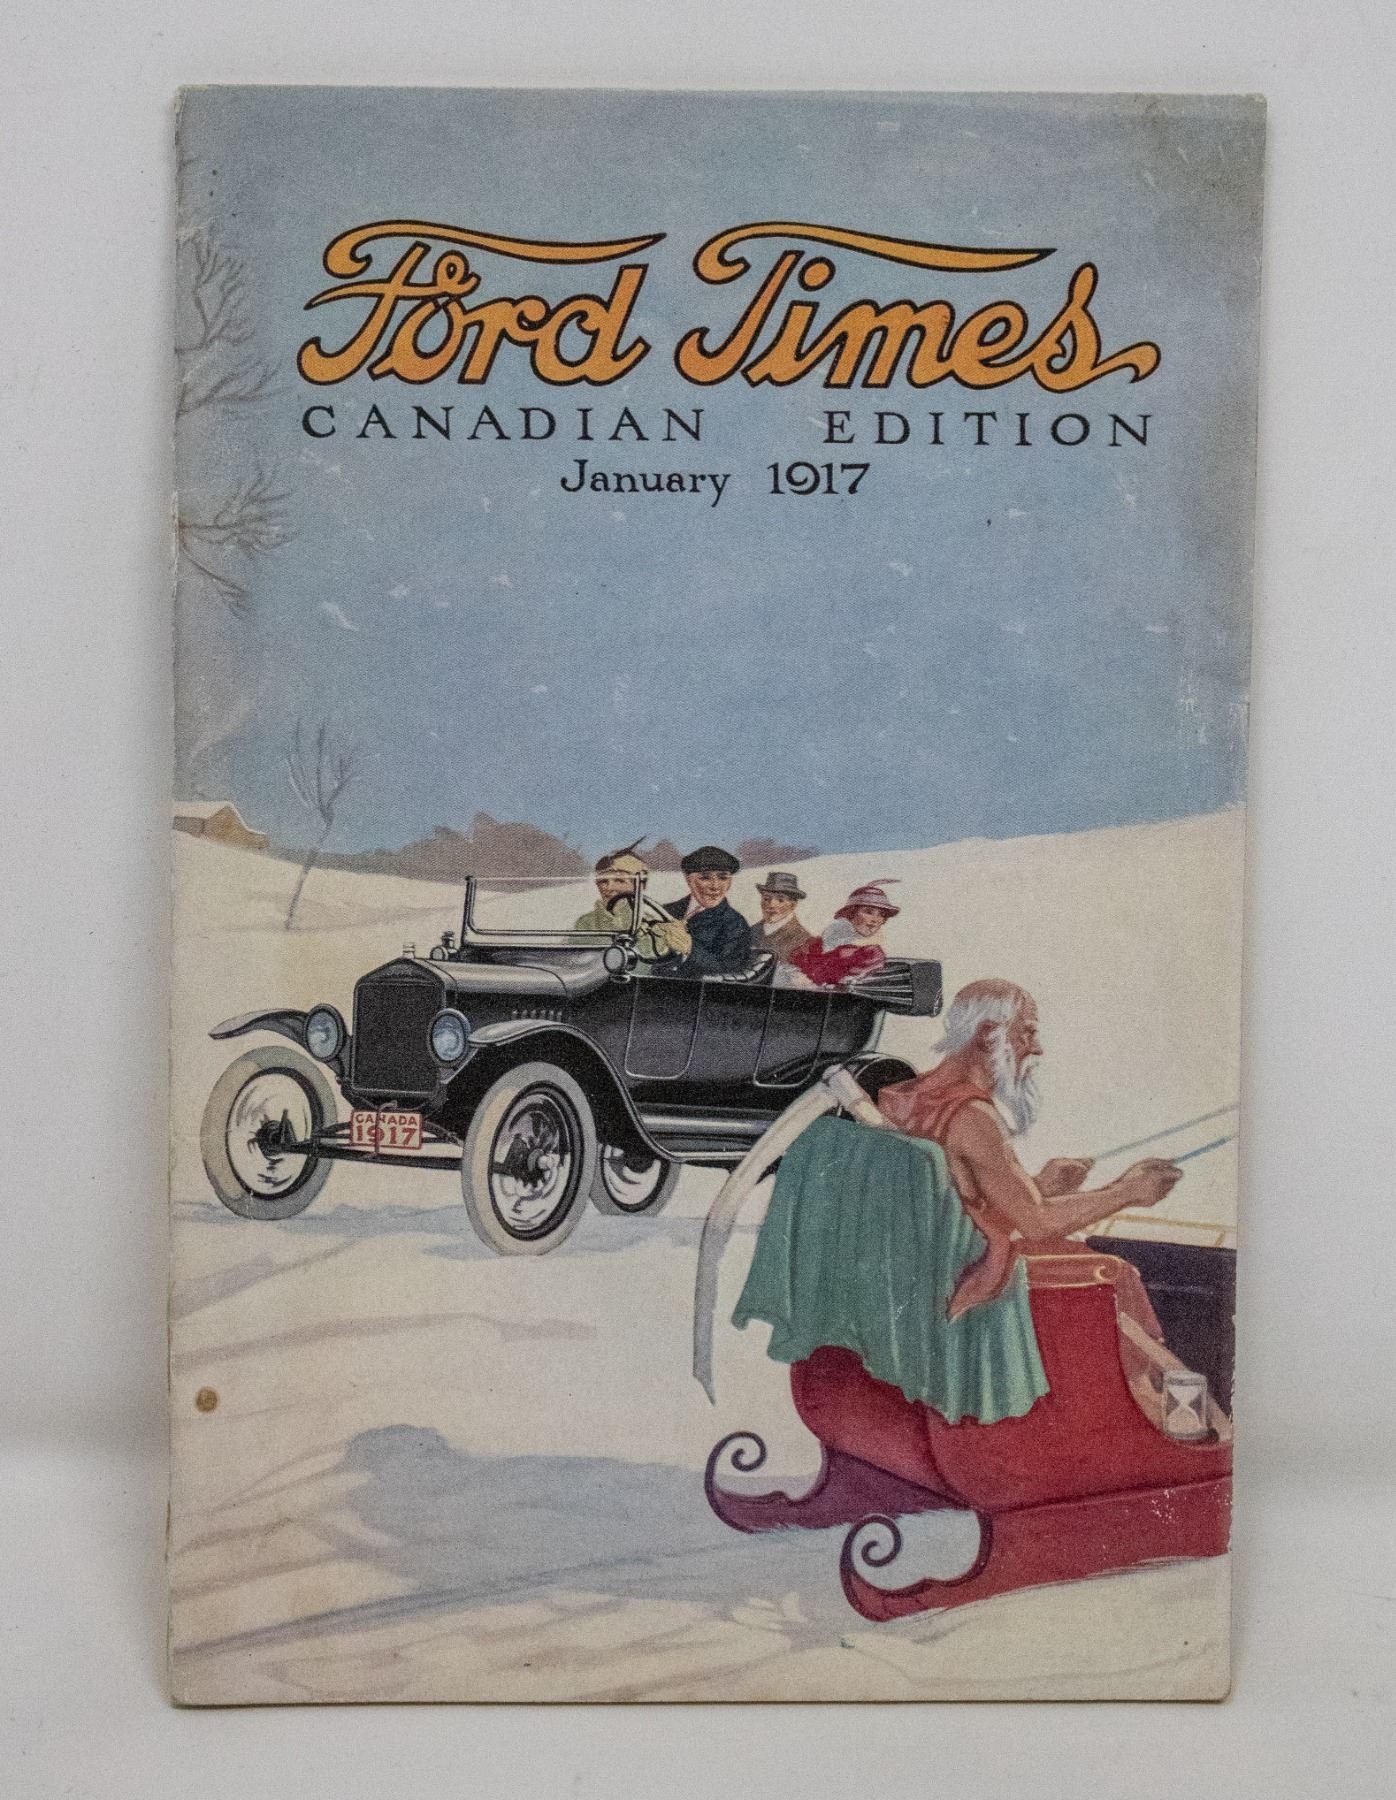 Ford Times
CANADIAN EDITION
January 1917
CANADA
1917